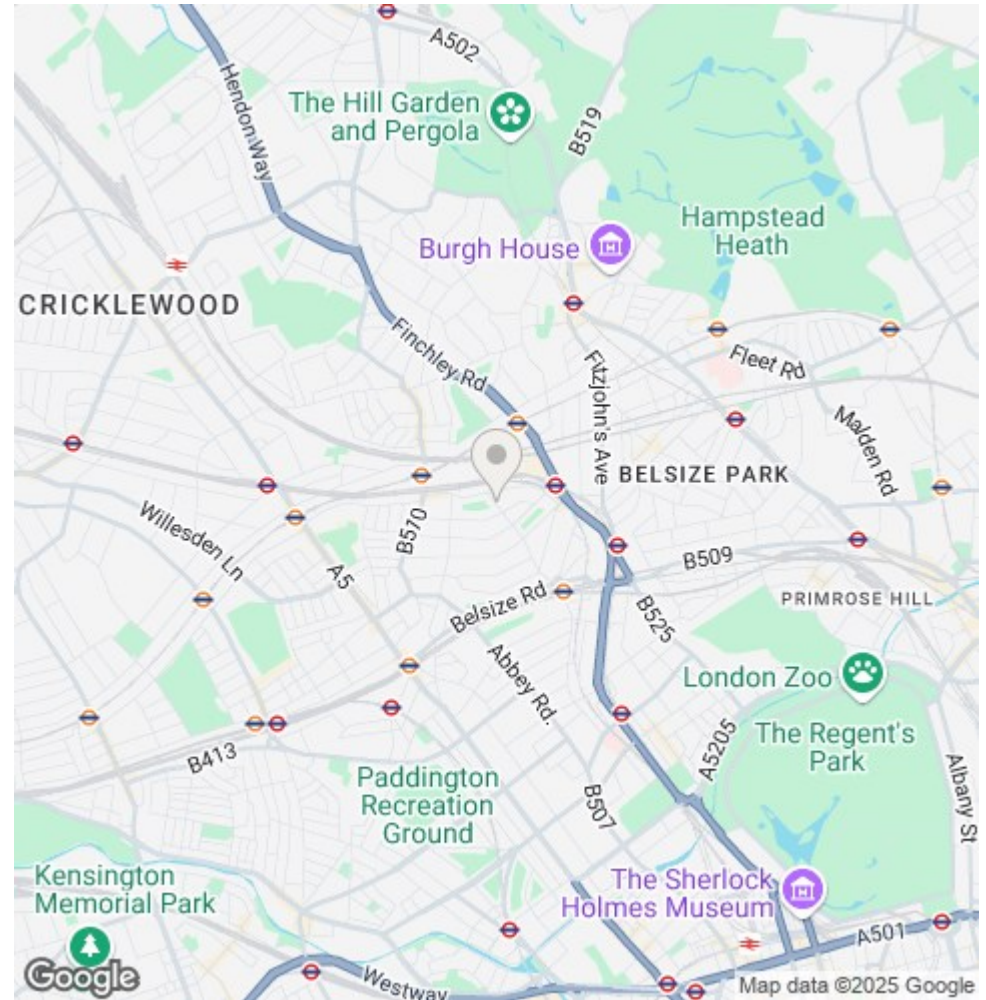 A502
Hendon Way
The Hill Garden
and Pergola
B519
Hampstead
Heath
Burgh House
CRICKLEWOOD
Finchley Rd
Fitzjohn's Ave
Fleet Rd
Malden Rd
BELSIZE PARK
Willesden Ln
B510
B509
A5
Belsize Rd
PRIMROSE HILL
B525
Abbey Rd.
London Zoo
A5205
The Regent's
Park
B413
Paddington
Recreation
Ground
B507
Albany St
Kensington
Memorial Park
The Sherlock
Holmes Museum
A501
Westway
Google
Map data ©2025 Google